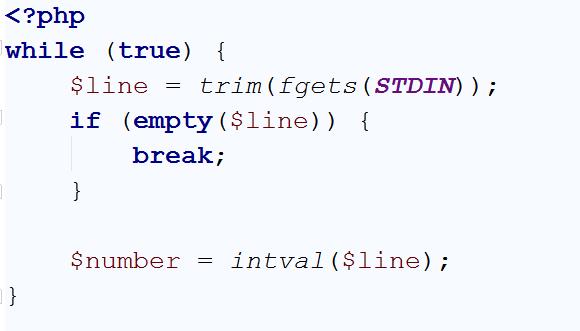 <?php
while (true) {
    $line = trim(fgets(STDIN));
    if (empty($line)) {
        break;
    }

    $number = intval($line);
}